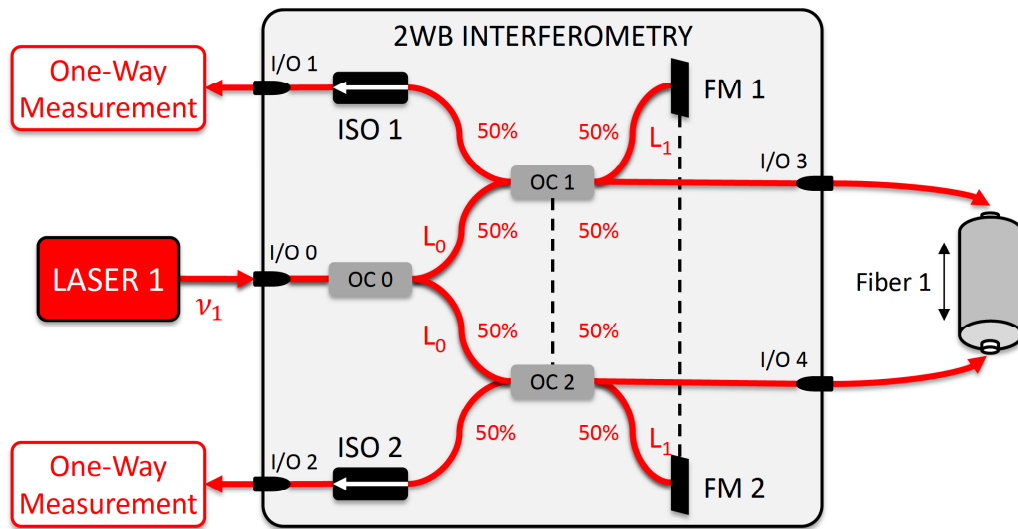 2WB INTERFEROMETRY
One-Way
Measurement
I/O 1
ISO 1
50%
50%
L₁
FM 1
OC 1
I/O 3
50%
50%
L₀
LASER 1
ν₁
I/O 0
OC 0
Fiber 1
L₀
50%
50%
I/O 4
OC 2
50%
50%
L₁
ISO 2
FM 2
One-Way
Measurement
I/O 2